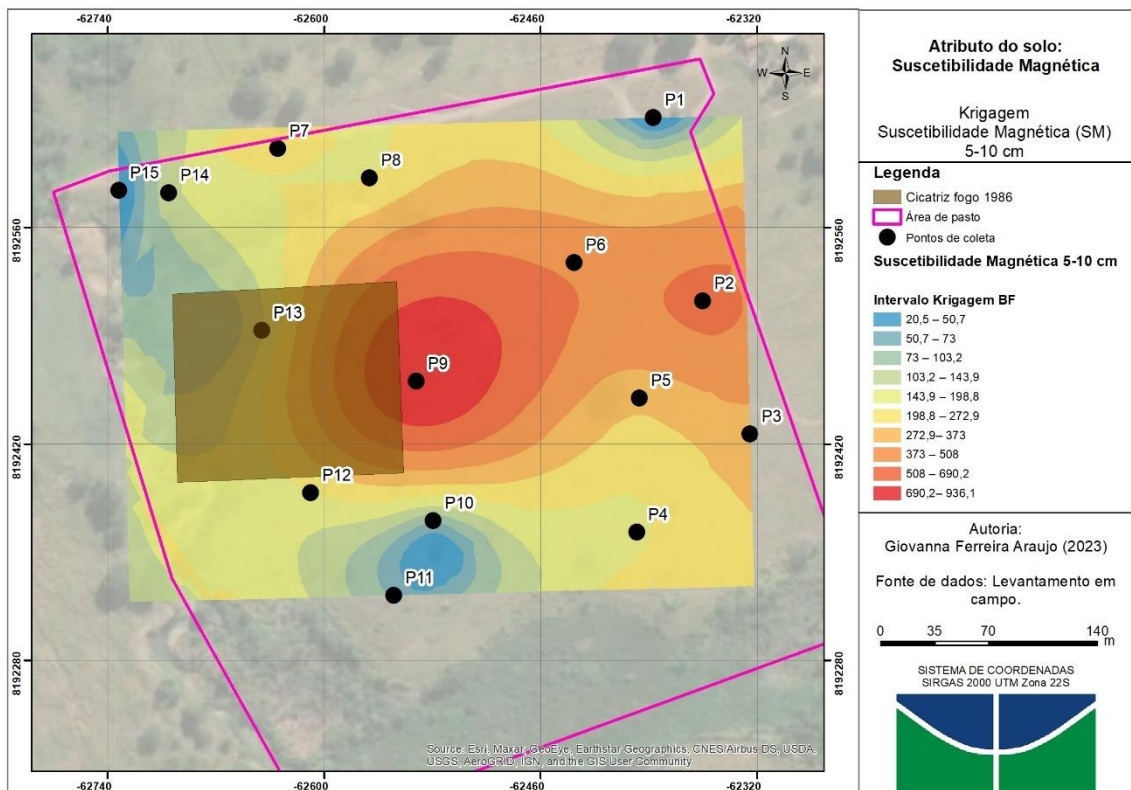 -62740
-62600
-62460
-62320
8192560
8192420
8192280
8192560
8192420
8192280
-62740
-62600
-62460
-62320
N
W
E
S
P1
P7
P8
P15
P14
P6
P2
P13
P9
P5
P3
P12
P10
P4
P11
Source: Esri, Maxar, GeoEye, Earthstar Geographics, CNES/Airbus DS, USDA,
USGS, AeroGRID, IGN, and the GIS User Community
Atributo do solo:
Suscetibilidade Magnética
Krigagem
Suscetibilidade Magnética (SM)
5-10 cm
Legenda
Cicatriz fogo 1986
Área de pasto
Pontos de coleta
Suscetibilidade Magnética 5-10 cm
Intervalo Krigagem BF
20,5 – 50,7
50,7 – 73
73 – 103,2
103,2 – 143,9
143,9 – 198,8
198,8 – 272,9
272,9 – 373
373 – 508
508 – 690,2
690,2 – 936,1
Autoria:
Giovanna Ferreira Araujo (2023)
Fonte de dados: Levantamento em
campo.
0 35 70 140
m
SISTEMA DE COORDENADAS
SIRGAS 2000 UTM Zona 22S